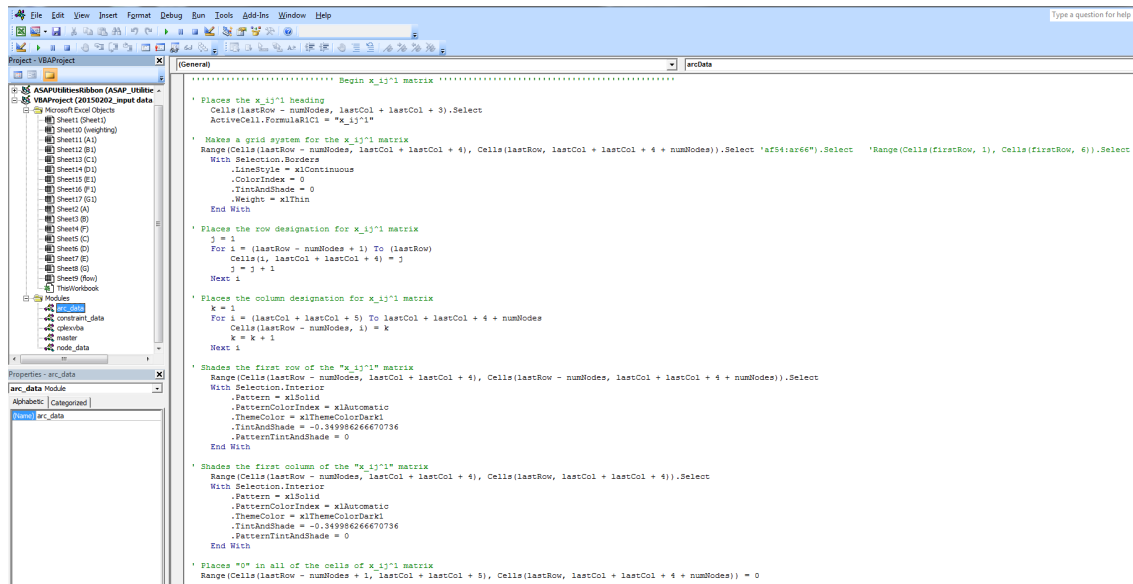 File Edit View Insert Format Debug Run Tools Add-Ins Window Help
Type a question for help
Project - VBAProject
ASAPUtilitiesRibbon (ASAP_Utilitie
VBAProject (20150202_input data
Microsoft Excel Objects
Sheet1 (Sheet1)
Sheet10 (weighting)
Sheet11 (A1)
Sheet12 (B1)
Sheet13 (C1)
Sheet14 (D1)
Sheet15 (E1)
Sheet16 (F1)
Sheet17 (G1)
Sheet2 (A)
Sheet3 (B)
Sheet4 (F)
Sheet5 (C)
Sheet6 (D)
Sheet7 (E)
Sheet8 (G)
Sheet9 (flow)
ThisWorkbook
Modules
arc_data
constraint_data
cplexvba
master
node_data
Properties - arc_data
arc_data Module
Alphabetic Categorized
(Name) arc_data
(General) arcData
'''''''''''''''''''''''''''''' Begin x_ij^1 matrix ''''''''''''''''''''''''''''''''''''''''''''''''''
' Places the x_ij^1 heading
Cells(lastRow - numNodes, lastCol + lastCol + 3).Select
ActiveCell.FormulaR1C1 = "x_ij^1"
' Makes a grid system for the x_ij^1 matrix
Range(Cells(lastRow - numNodes, lastCol + lastCol + 4), Cells(lastRow, lastCol + lastCol + 4 + numNodes)).Select 'af54:ar66").Select 'Range(Cells(firstRow, 1), Cells(firstRow, 6)).Select
With Selection.Borders
.LineStyle = xlContinuous
.ColorIndex = 0
.TintAndShade = 0
.Weight = xlThin
End With
' Places the row designation for x_ij^1 matrix
j = 1
For i = (lastRow - numNodes + 1) To (lastRow)
Cells(i, lastCol + lastCol + 4) = j
j = j + 1
Next i
' Places the column designation for x_ij^1 matrix
k = 1
For i = (lastCol + lastCol + 5) To lastCol + lastCol + 4 + numNodes
Cells(lastRow - numNodes, i) = k
k = k + 1
Next i
' Shades the first row of the "x_ij^1" matrix
Range(Cells(lastRow - numNodes, lastCol + lastCol + 4), Cells(lastRow - numNodes, lastCol + lastCol + 4 + numNodes)).Select
With Selection.Interior
.Pattern = xlSolid
.PatternColorIndex = xlAutomatic
.ThemeColor = xlThemeColorDark1
.TintAndShade = -0.349986266670736
.PatternTintAndShade = 0
End With
' Shades the first column of the "x_ij^1" matrix
Range(Cells(lastRow - numNodes, lastCol + lastCol + 4), Cells(lastRow, lastCol + lastCol + 4)).Select
With Selection.Interior
.Pattern = xlSolid
.PatternColorIndex = xlAutomatic
.ThemeColor = xlThemeColorDark1
.TintAndShade = -0.349986266670736
.PatternTintAndShade = 0
End With
' Places "0" in all of the cells of x_ij^1 matrix
Range(Cells(lastRow - numNodes + 1, lastCol + lastCol + 5), Cells(lastRow, lastCol + lastCol + 4 + numNodes)) = 0